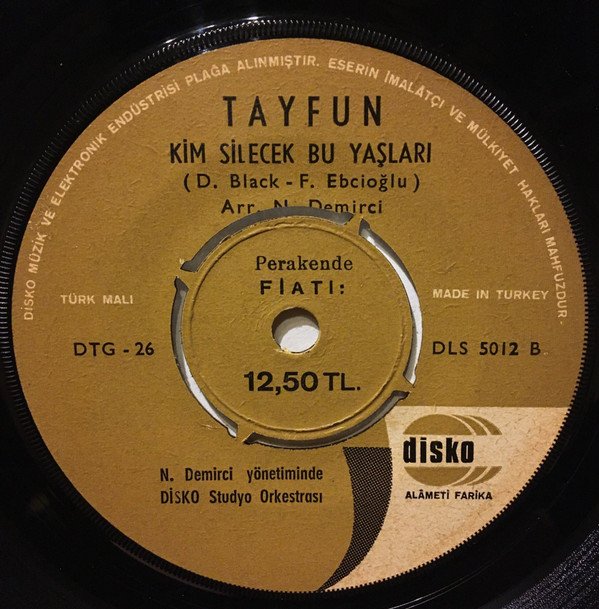 DİSKO MÜZİK VE ELEKTRONIK ENDÜSTRİSİ PLAĞA ALINMIŞTIR. ESERİN İMALÂTÇI VE MÜLKİYET HAKLARI MAHFUZDUR-
TAYFUN
KİM SİLECEK BU YAŞLARI
( D. Black - F. Ebcioğlu )
Arr. N. Demirci
Perakende
FİATI:
TÜRK MALI
MADE IN TURKEY
DTG - 26
DLS 5012 B
12,50 TL.
disko
ALÂMETİ FARİKA
N. Demirci yönetiminde
DİSKO Studyo Orkestrası